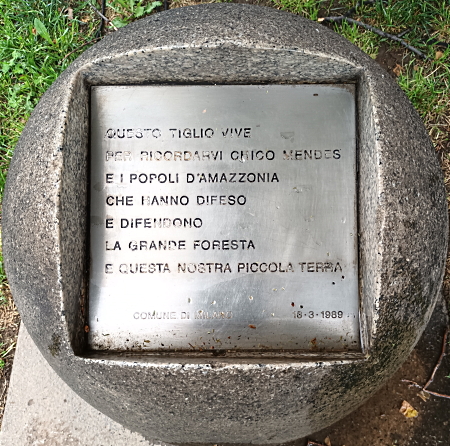 QUESTO TIGLIO VIVE
PER RICORDARVI CHICO MENDES
E I POPOLI D'AMAZZONIA
CHE HANNO DIFESO
E DIFENDONO
LA GRANDE FORESTA
E QUESTA NOSTRA PICCOLA TERRA
COMUNE DI MILANO 18-3-1989